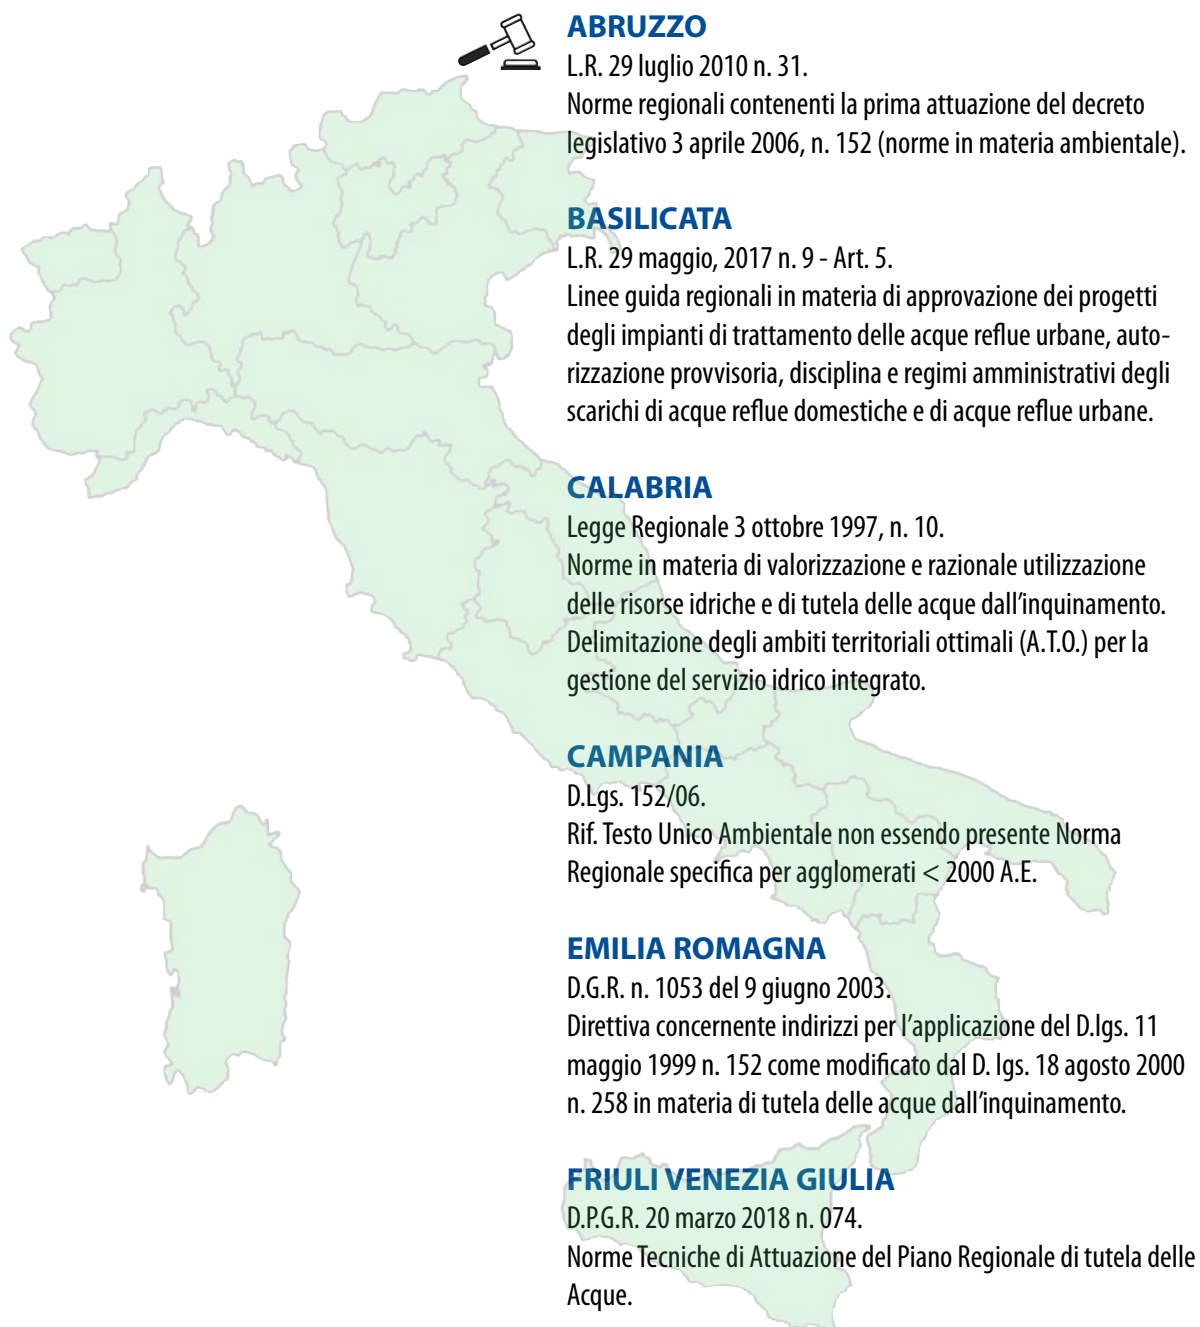 ABRUZZO
L.R. 29 luglio 2010 n. 31.
Norme regionali contenenti la prima attuazione del decreto
legislativo 3 aprile 2006, n. 152 (norme in materia ambientale).
BASILICATA
L.R. 29 maggio, 2017 n. 9 - Art. 5.
Linee guida regionali in materia di approvazione dei progetti
degli impianti di trattamento delle acque reflue urbane, auto-
rizzazione provvisoria, disciplina e regimi amministrativi degli
scarichi di acque reflue domestiche e di acque reflue urbane.
CALABRIA
Legge Regionale 3 ottobre 1997, n. 10.
Norme in materia di valorizzazione e razionale utilizzazione
delle risorse idriche e di tutela delle acque dall'inquinamento.
Delimitazione degli ambiti territoriali ottimali (A.T.O.) per la
gestione del servizio idrico integrato.
CAMPANIA
D.Lgs. 152/06.
Rif. Testo Unico Ambientale non essendo presente Norma
Regionale specifica per agglomerati < 2000 A.E.
EMILIA ROMAGNA
D.G.R. n. 1053 del 9 giugno 2003.
Direttiva concernente indirizzi per l'applicazione del D.lgs. 11
maggio 1999 n. 152 come modificato dal D. lgs. 18 agosto 2000
n. 258 in materia di tutela delle acque dall'inquinamento.
FRIULI VENEZIA GIULIA
D.P.G.R. 20 marzo 2018 n. 074.
Norme Tecniche di Attuazione del Piano Regionale di tutela delle
Acque.